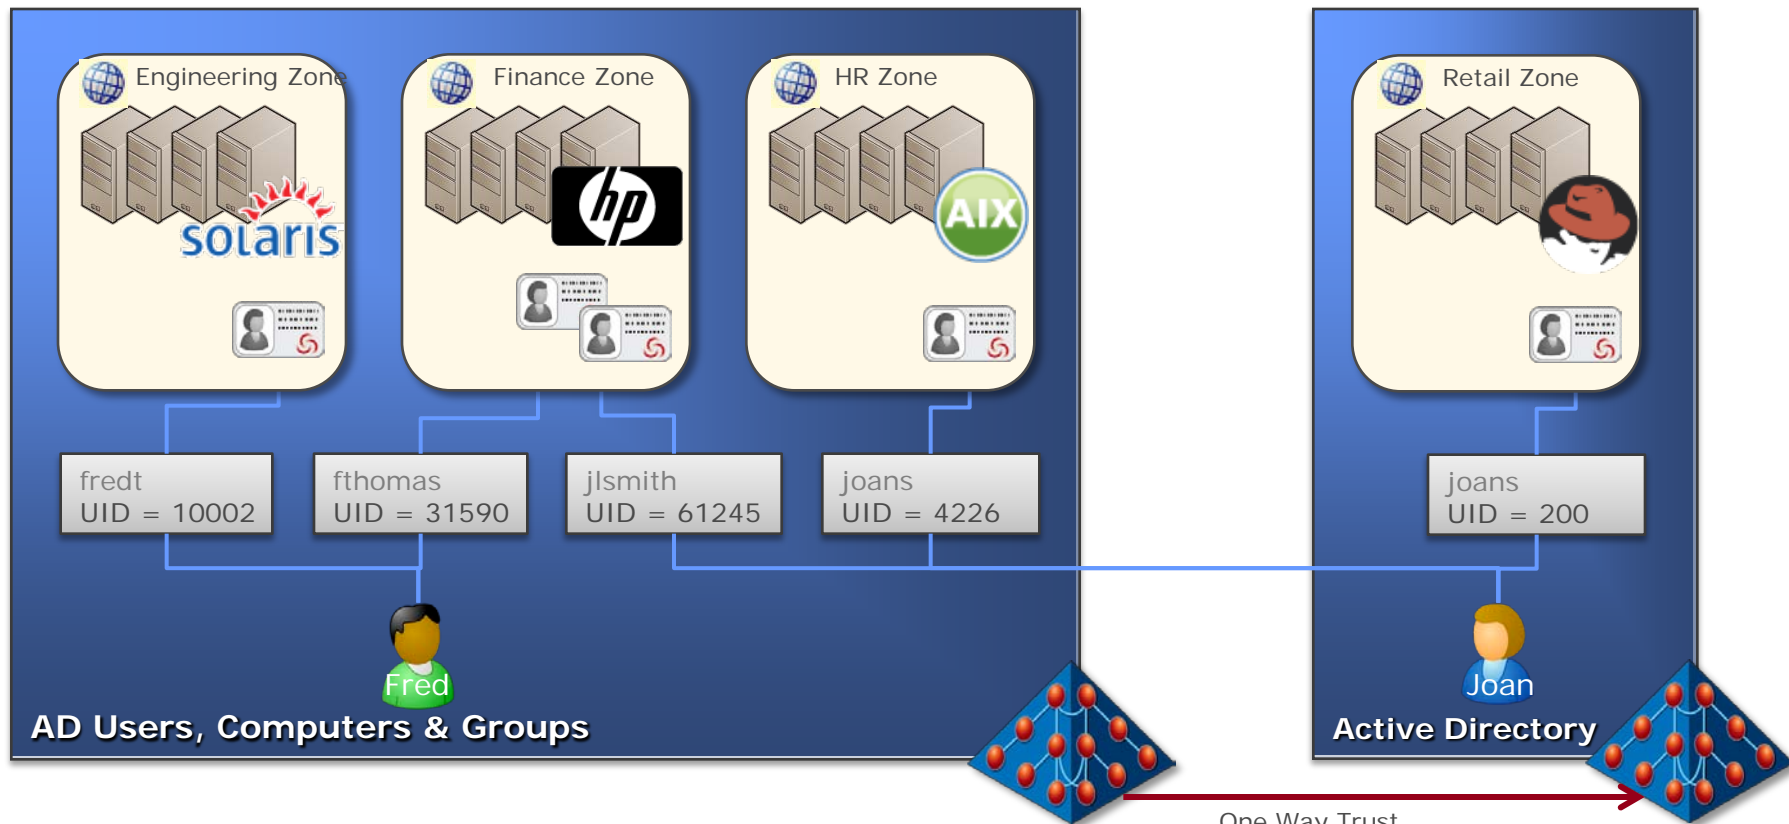 Engineering Zone
Finance Zone
HR Zone
Retail Zone
solaris
hp
AIX
fredt
UID = 10002
fthomas
UID = 31590
jlsmith
UID = 61245
joans
UID = 4226
joans
UID = 200
Fred
Joan
AD Users, Computers & Groups
Active Directory
One Way Trust